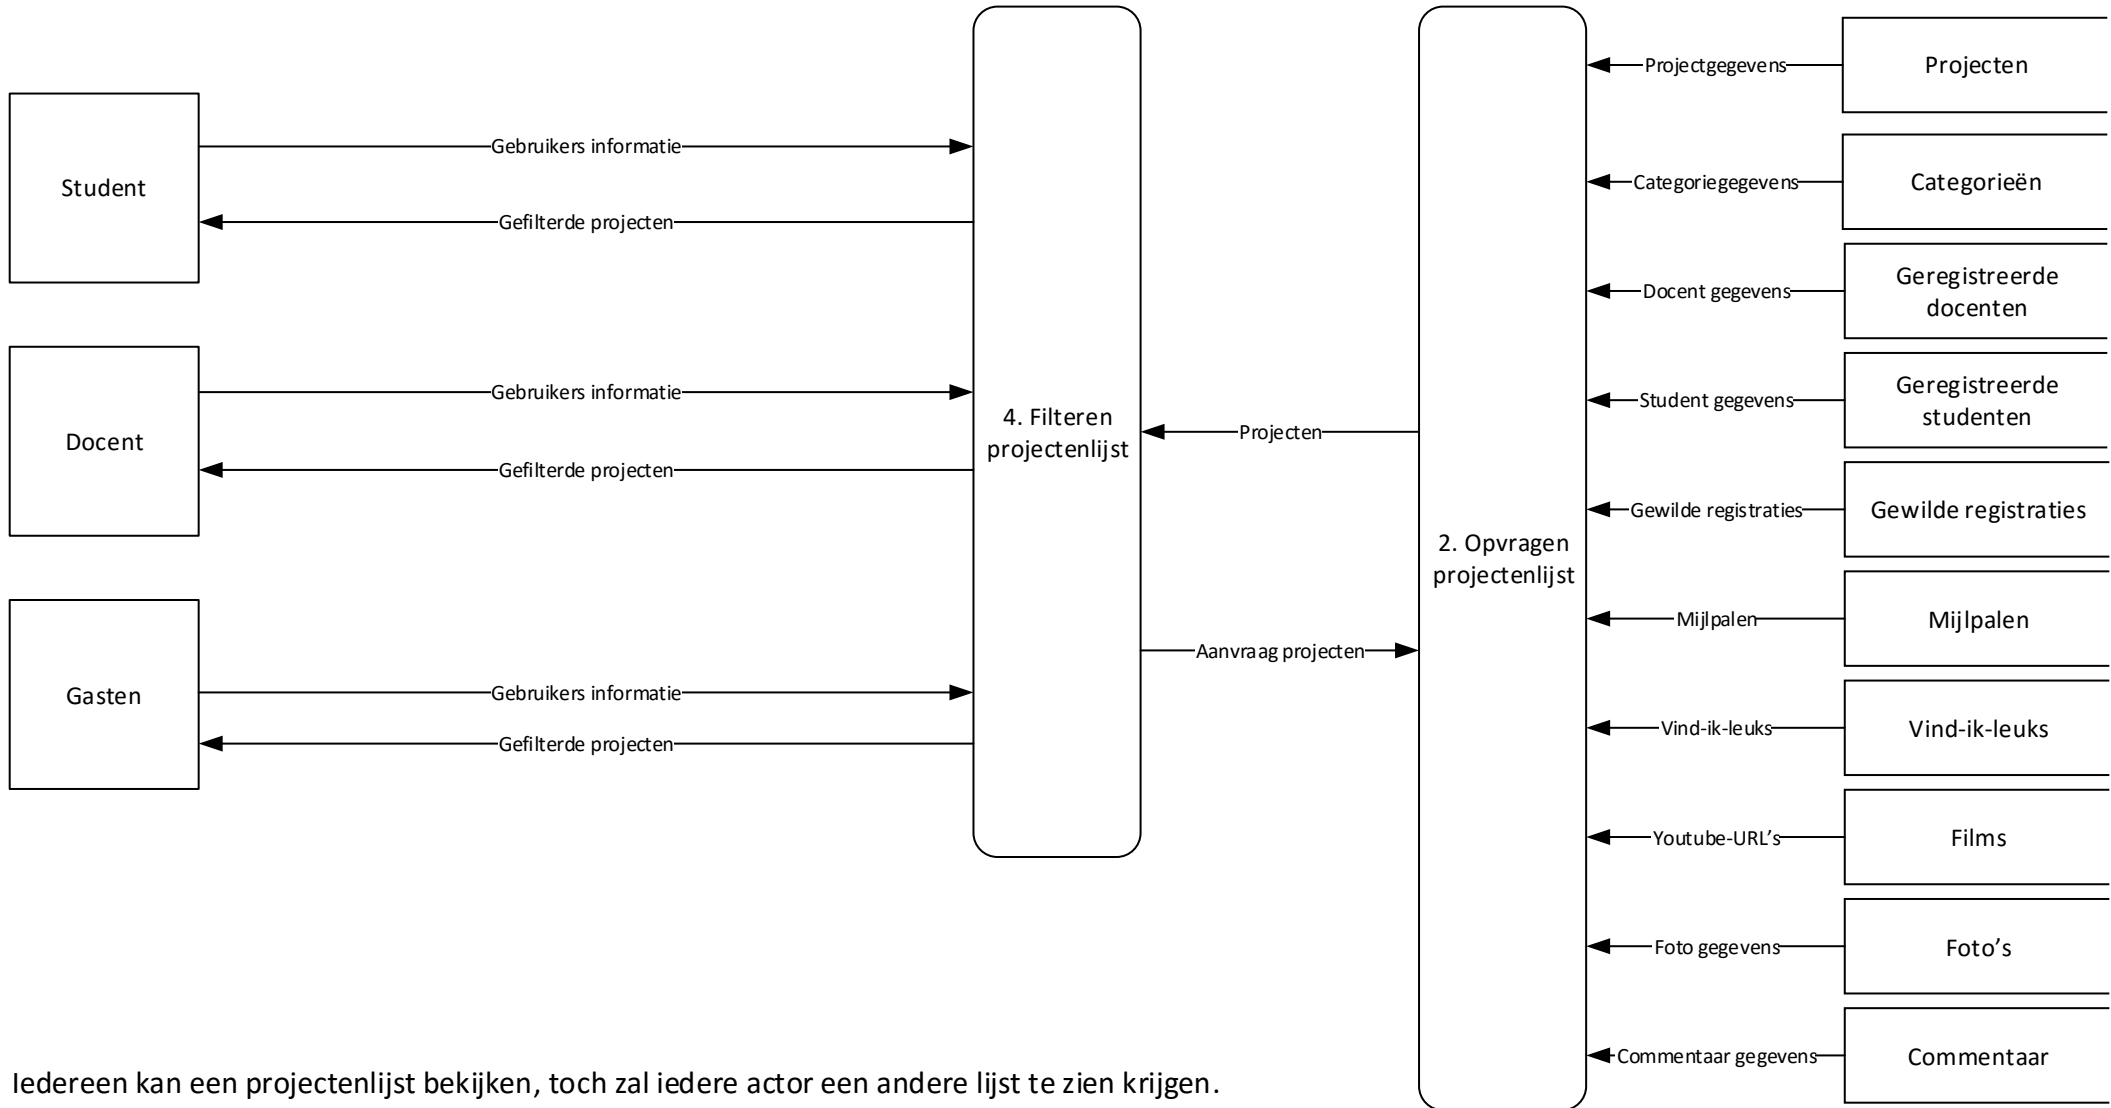 Student
Gebruikers informatie
Gefilterde projecten
Docent
Gebruikers informatie
Gefilterde projecten
Gasten
Gebruikers informatie
Gefilterde projecten
4. Filteren
projectenlijst
Projecten
Aanvraag projecten
2. Opvragen
projectenlijst
Projectgegevens
Projecten
Categoriegegevens
Categorieën
Docent gegevens
Geregistreerde
docenten
Student gegevens
Geregistreerde
studenten
Gewilde registraties
Gewilde registraties
Mijlpalen
Mijlpalen
Vind-ik-leuks
Vind-ik-leuks
Youtube-URL’s
Films
Foto gegevens
Foto’s
Commentaar gegevens
Commentaar
Iedereen kan een projectenlijst bekijken, toch zal iedere actor een andere lijst te zien krijgen.